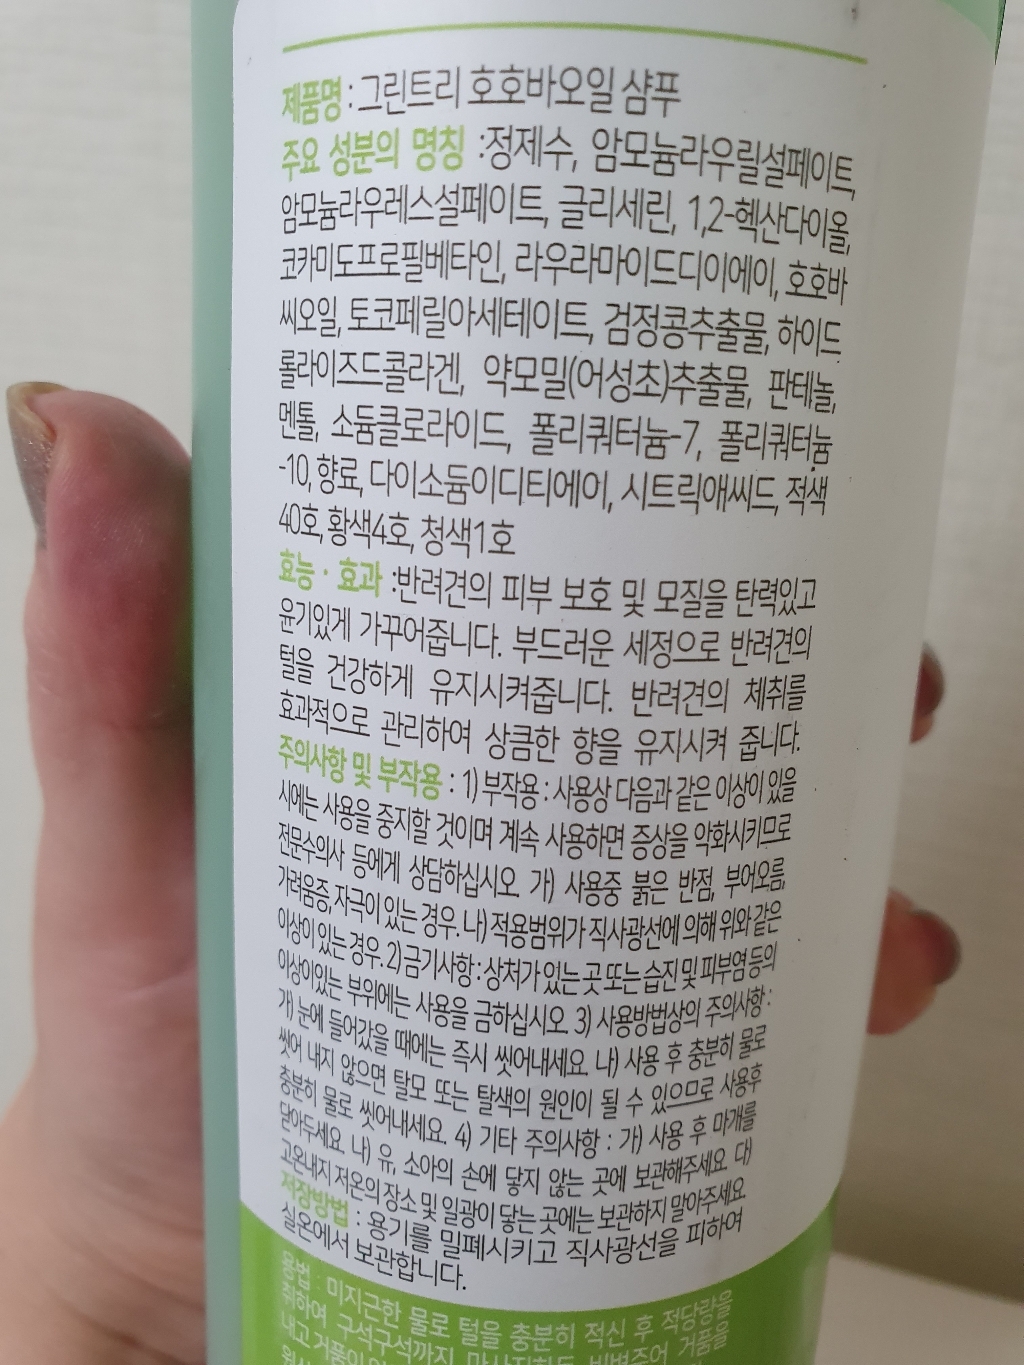 제품명 : 그린트리 호호바오일 샴푸
주요 성분의 명칭 :정제수, 암모늄라우릴설페이트,
암모늄라우레스설페이트, 글리세린, 1,2-헥산다이올,
코카미도프로필베타인, 라우라마이드디이에이, 호호바
씨오일, 토코페릴아세테이트, 검정콩추출물, 하이드
롤라이즈드콜라겐, 약모밀(어성초)추출물, 판테놀,
멘톨, 소듐클로라이드, 폴리쿼터늄-7, 폴리쿼터늄
-10, 향료, 다이소듐이디티에이, 시트릭애씨드, 적색
40호, 황색4호, 청색1호
효능 · 효과 :반려견의 피부 보호 및 모질을 탄력있고
윤기있게 가꾸어줍니다. 부드러운 세정으로 반려견의
털을 건강하게 유지시켜줍니다. 반려견의 체취를
효과적으로 관리하여 상큼한 향을 유지시켜 줍니다.
주의사항 및 부작용 : 1) 부작용 : 사용상 다음과 같은 이상이 있을
시에는 사용을 중지할 것이며 계속 사용하면 증상을 악화시키므로
전문수의사 등에게 상담하십시오. 가) 사용중 붉은 반점, 부어오름,
가려움증, 자극이 있는 경우. 나) 적용범위가 직사광선에 의해 위와 같은
이상이 있는 경우. 2) 금기사항 : 상처가 있는 곳 또는 습진 및 피부염 등의
이상이있는 부위에는 사용을 금하십시오. 3) 사용방법상의 주의사항 :
가) 눈에 들어갔을 때에는 즉시 씻어내세요. 나) 사용 후 충분히 물로
씻어 내지 않으면 탈모 또는 탈색의 원인이 될 수 있으므로 사용후
충분히 물로 씻어내세요. 4) 기타 주의사항 : 가) 사용 후 마개를
닫아두세요. 나) 유, 소아의 손에 닿지 않는 곳에 보관해주세요. 다)
고온내지 저온의 장소 및 일광이 닿는 곳에는 보관하지 말아주세요.
저장방법 : 용기를 밀폐시키고 직사광선을 피하여
실온에서 보관합니다.
용법 : 미지근한 물로 털을 충분히 적신 후 적당량을
취하여 구석구석까지 마사지하듯 비벼주어 거품을
내고 거품이